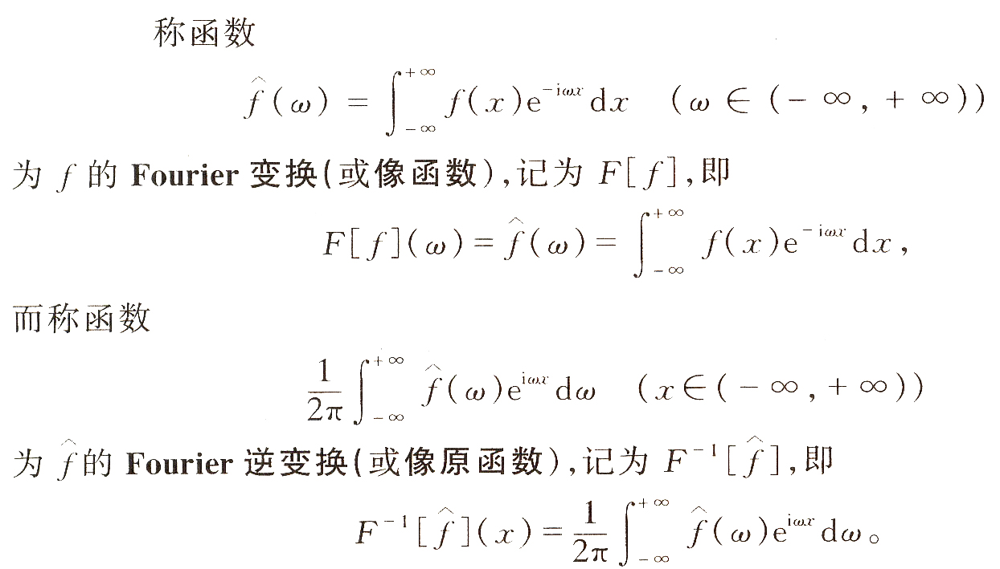 称函数
$\hat{f}(\omega) = \int_{-\infty}^{+\infty} f(x)\mathrm{e}^{-\mathrm{i}\omega x}\mathrm{d}x \quad (\omega \in (-\infty, +\infty))$
为 $f$ 的 Fourier 变换(或像函数),记为 $F[f]$,即
$F[f](\omega) = \hat{f}(\omega) = \int_{-\infty}^{+\infty} f(x)\mathrm{e}^{-\mathrm{i}\omega x}\mathrm{d}x,$
而称函数
$\frac{1}{2\pi}\int_{-\infty}^{+\infty} \hat{f}(\omega)\mathrm{e}^{\mathrm{i}\omega x}\mathrm{d}\omega \quad (x \in (-\infty, +\infty))$
为 $\hat{f}$ 的 Fourier 逆变换(或像原函数),记为 $F^{-1}[\hat{f}]$,即
$F^{-1}[\hat{f}](x) = \frac{1}{2\pi}\int_{-\infty}^{+\infty} \hat{f}(\omega)\mathrm{e}^{\mathrm{i}\omega x}\mathrm{d}\omega$。